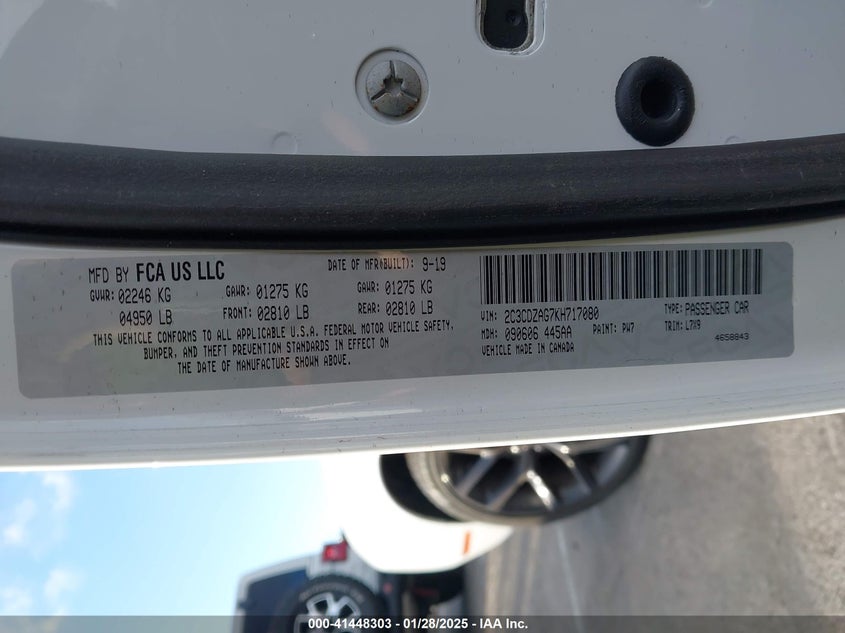 MFD BY FCA US LLC
DATE OF MFR(BUILT): 9-19
GVWR: 02246 KG
04950 LB
GAWR: 01275 KG
FRONT: 02810 LB
GAWR: 01275 KG
REAR: 02810 LB
THIS VEHICLE CONFORMS TO ALL APPLICABLE U.S.A. FEDERAL MOTOR VEHICLE SAFETY,
BUMPER, AND THEFT PREVENTION STANDARDS IN EFFECT ON
THE DATE OF MANUFACTURE SHOWN ABOVE.
VIN: 2C3CDZAG7KH717080
TYPE: PASSENGER CAR
MDH: 090606 445AA
PAINT: PW7
TRIM: L7X9
VEHICLE MADE IN CANADA
4658843
000-41448303 - 01/28/2025 - IAA Inc.